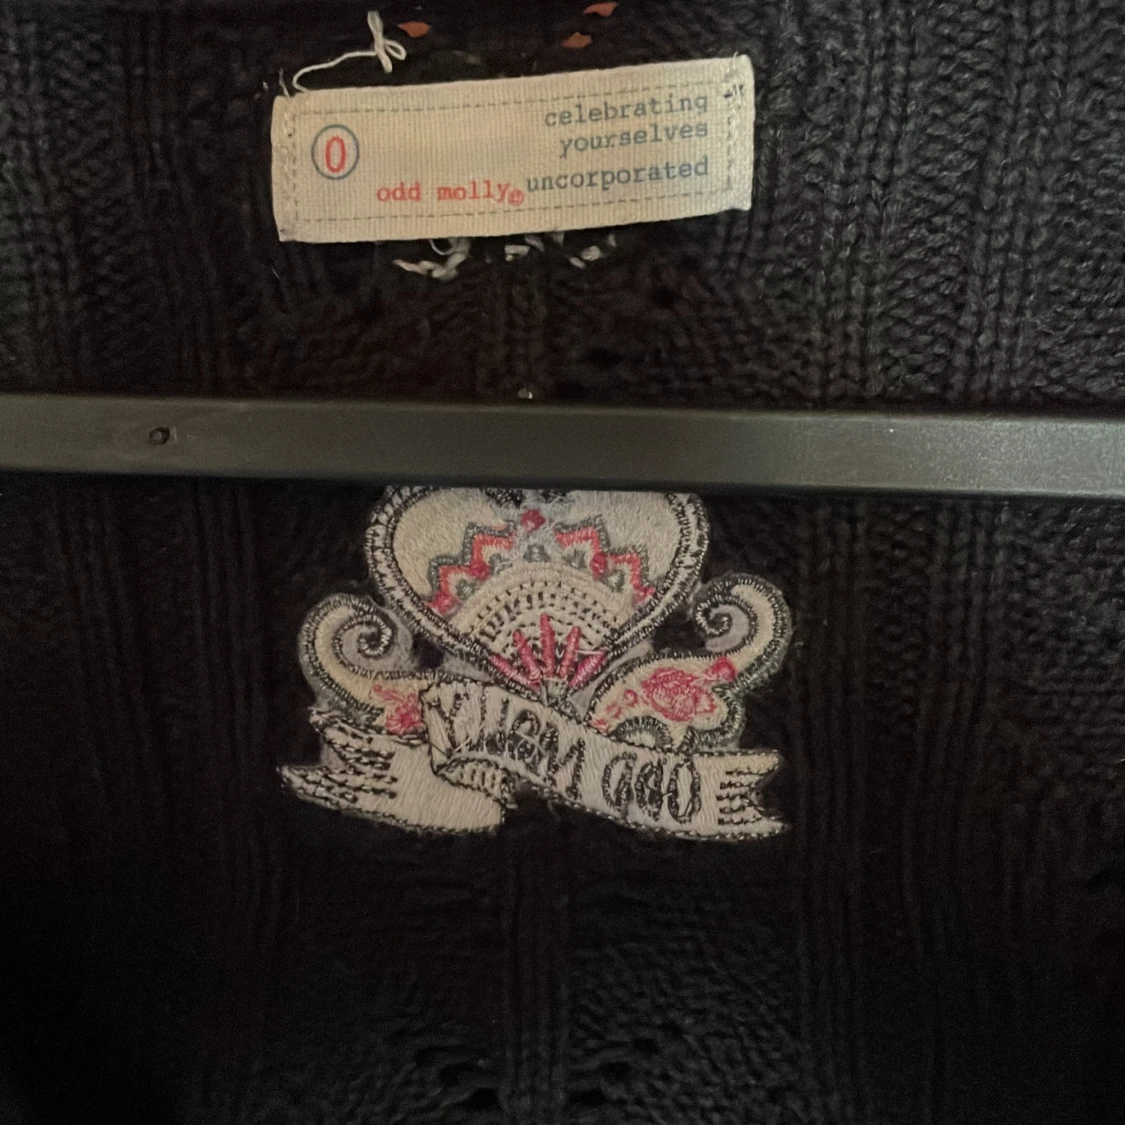 celebrating
yourselves
0
odd molly® uncorporated
ODD MOLLY